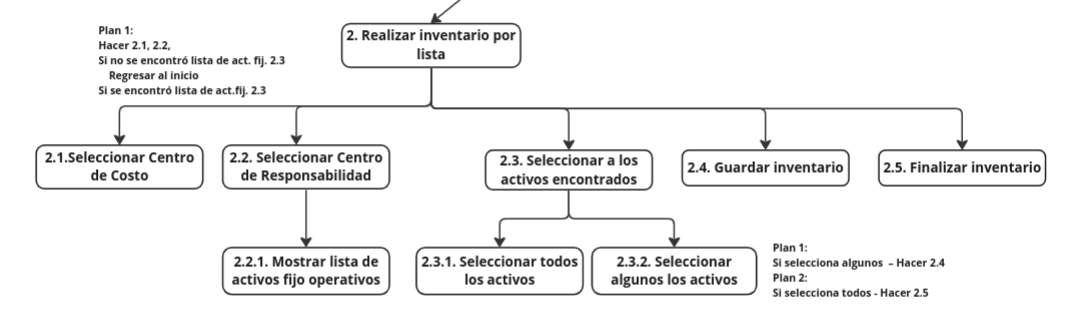 Plan 1:
Hacer 2.1, 2.2,
Si no se encontró lista de act. fij. 2.3
Regresar al inicio
Si se encontró lista de act.fij. 2.3
2. Realizar inventario por
lista
2.1.Seleccionar Centro
de Costo
2.2. Seleccionar Centro
de Responsabilidad
2.3. Seleccionar a los
activos encontrados
2.4. Guardar inventario
2.5. Finalizar inventario
2.2.1. Mostrar lista de
activos fijo operativos
2.3.1. Seleccionar todos
los activos
2.3.2. Seleccionar
algunos los activos
Plan 1:
Si selecciona algunos – Hacer 2.4
Plan 2:
Si selecciona todos - Hacer 2.5